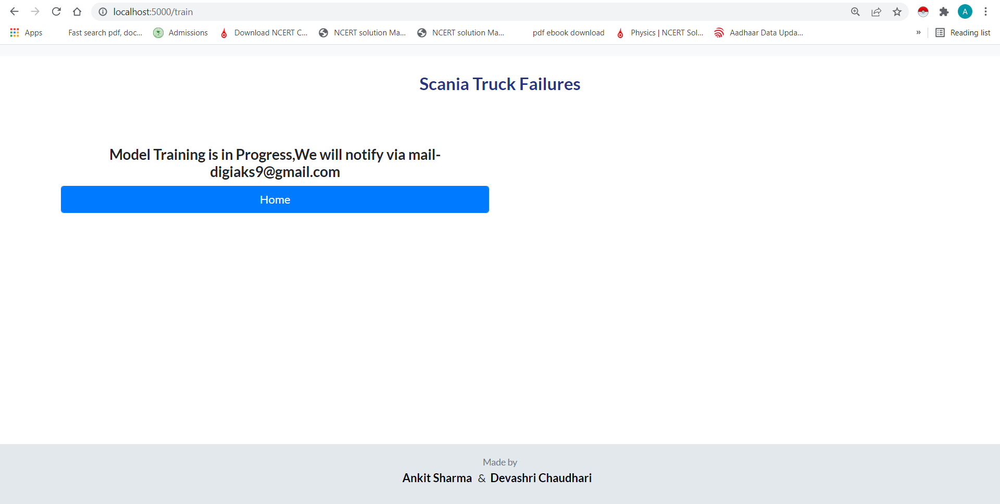 localhost:5000/train
A
Apps
Fast search pdf, doc...
Admissions
Download NCERT C...
NCERT solution Ma...
NCERT solution Ma...
pdf ebook download
Physics | NCERT Sol...
Aadhaar Data Upda...
»
Reading list
Scania Truck Failures
Model Training is in Progress,We will notify via mail-
digiaks9@gmail.com
Home
Made by
Ankit Sharma & Devashri Chaudhari